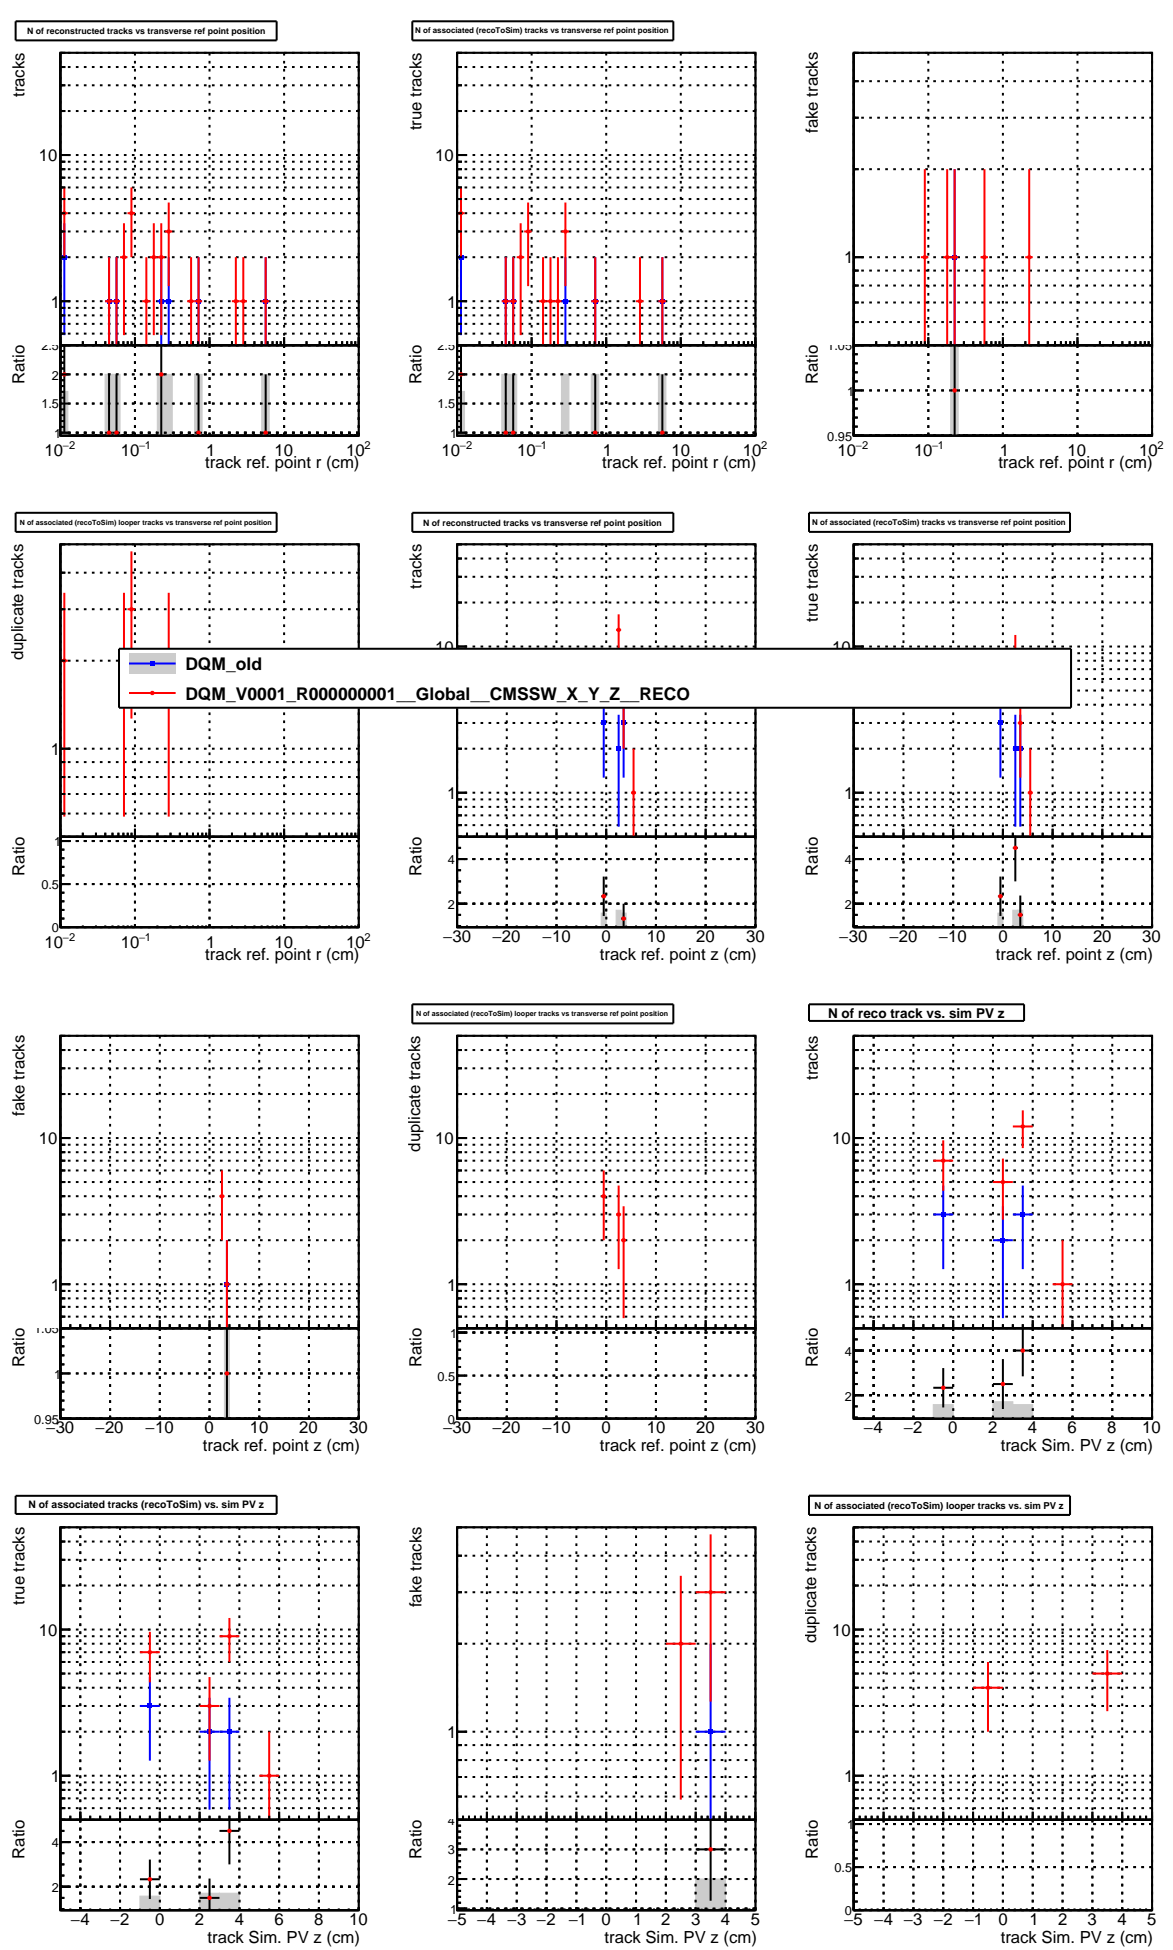 N of reconstructed tracks vs transverse ref point position
tracks
10
1
Ratio
2.5
2
1.5
1
10−2 10−1 1 10 102
track ref. point r (cm)
N of associated (recoToSim) tracks vs transverse ref point position
true tracks
10
1
Ratio
2.5
2
1.5
1
10−2 10−1 1 10 102
track ref. point r (cm)
fake tracks
1
Ratio
1.05
1
0.95
10−2 10−1 1 10 102
track ref. point r (cm)
N of associated (recoToSim) looper tracks vs transverse ref point position
duplicate tracks
1
Ratio
1
0.5
0
10−2 10−1 1 10 102
track ref. point r (cm)
N of reconstructed tracks vs transverse ref point position
tracks
10
1
Ratio
4
2
−30 −20 −10 0 10 20 30
track ref. point z (cm)
N of associated (recoToSim) tracks vs transverse ref point position
true tracks
10
1
Ratio
4
2
−30 −20 −10 0 10 20 30
track ref. point z (cm)
DQM_old
DQM_V0001_R000000001__Global__CMSSW_X_Y_Z__RECO
fake tracks
10
1
Ratio
1.05
1
0.95
−30 −20 −10 0 10 20 30
track ref. point z (cm)
N of associated (recoToSim) looper tracks vs transverse ref point position
duplicate tracks
10
1
Ratio
1
0.5
0
−30 −20 −10 0 10 20 30
track ref. point z (cm)
N of reco track vs. sim PV z
tracks
10
1
Ratio
4
2
−4 −2 0 2 4 6 8 10
track Sim. PV z (cm)
N of associated tracks (recoToSim) vs. sim PV z
true tracks
10
1
Ratio
4
2
−4 −2 0 2 4 6 8 10
track Sim. PV z (cm)
fake tracks
1
Ratio
4
3
2
1
−5 −4 −3 −2 −1 0 1 2 3 4 5
track Sim. PV z (cm)
N of associated (recoToSim) looper tracks vs. sim PV z
duplicate tracks
10
1
Ratio
1
0.5
0
−5 −4 −3 −2 −1 0 1 2 3 4 5
track Sim. PV z (cm)